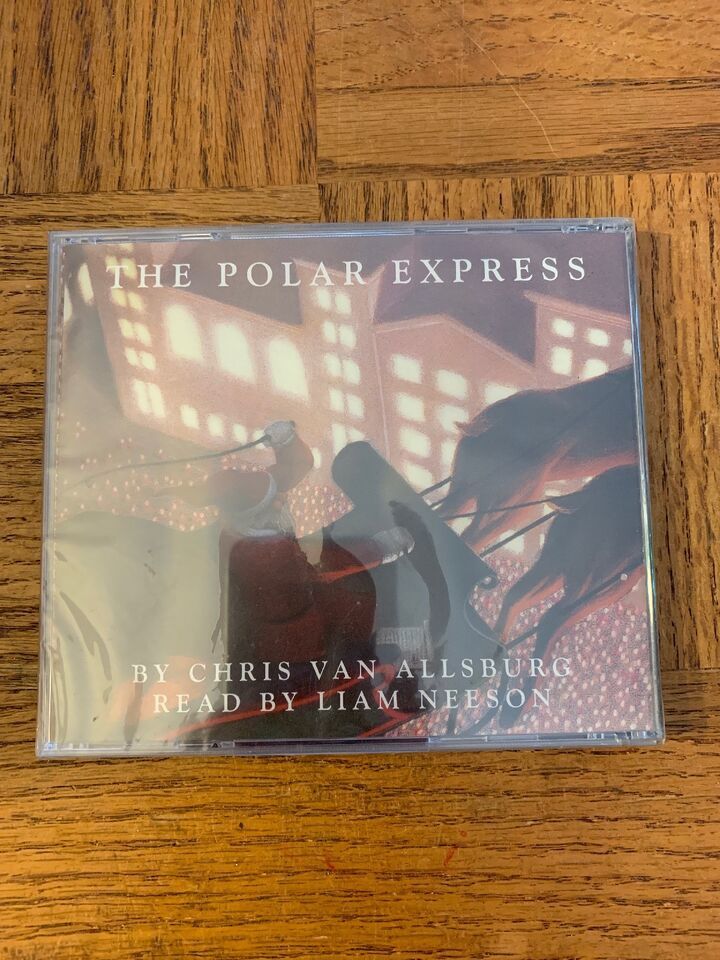 THE POLAR EXPRESS
BY CHRIS VAN ALLSBURG
READ BY LIAM NEESON